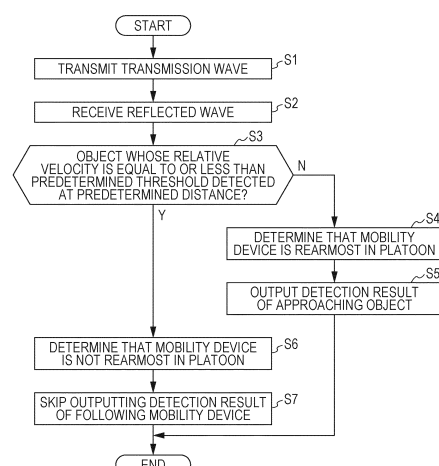 START
TRANSMIT TRANSMISSION WAVE
S1
RECEIVE REFLECTED WAVE
S2
S3
OBJECT WHOSE RELATIVE
VELOCITY IS EQUAL TO OR LESS THAN
PREDETERMINED THRESHOLD DETECTED
AT PREDETERMINED DISTANCE?
N
Y
S4
DETERMINE THAT MOBILITY
DEVICE IS REARMOST IN PLATOON
S5
OUTPUT DETECTION RESULT
OF APPROACHING OBJECT
DETERMINE THAT MOBILITY DEVICE
IS NOT REARMOST IN PLATOON
S6
SKIP OUTPUTTING DETECTION RESULT
OF FOLLOWING MOBILITY DEVICE
S7
END